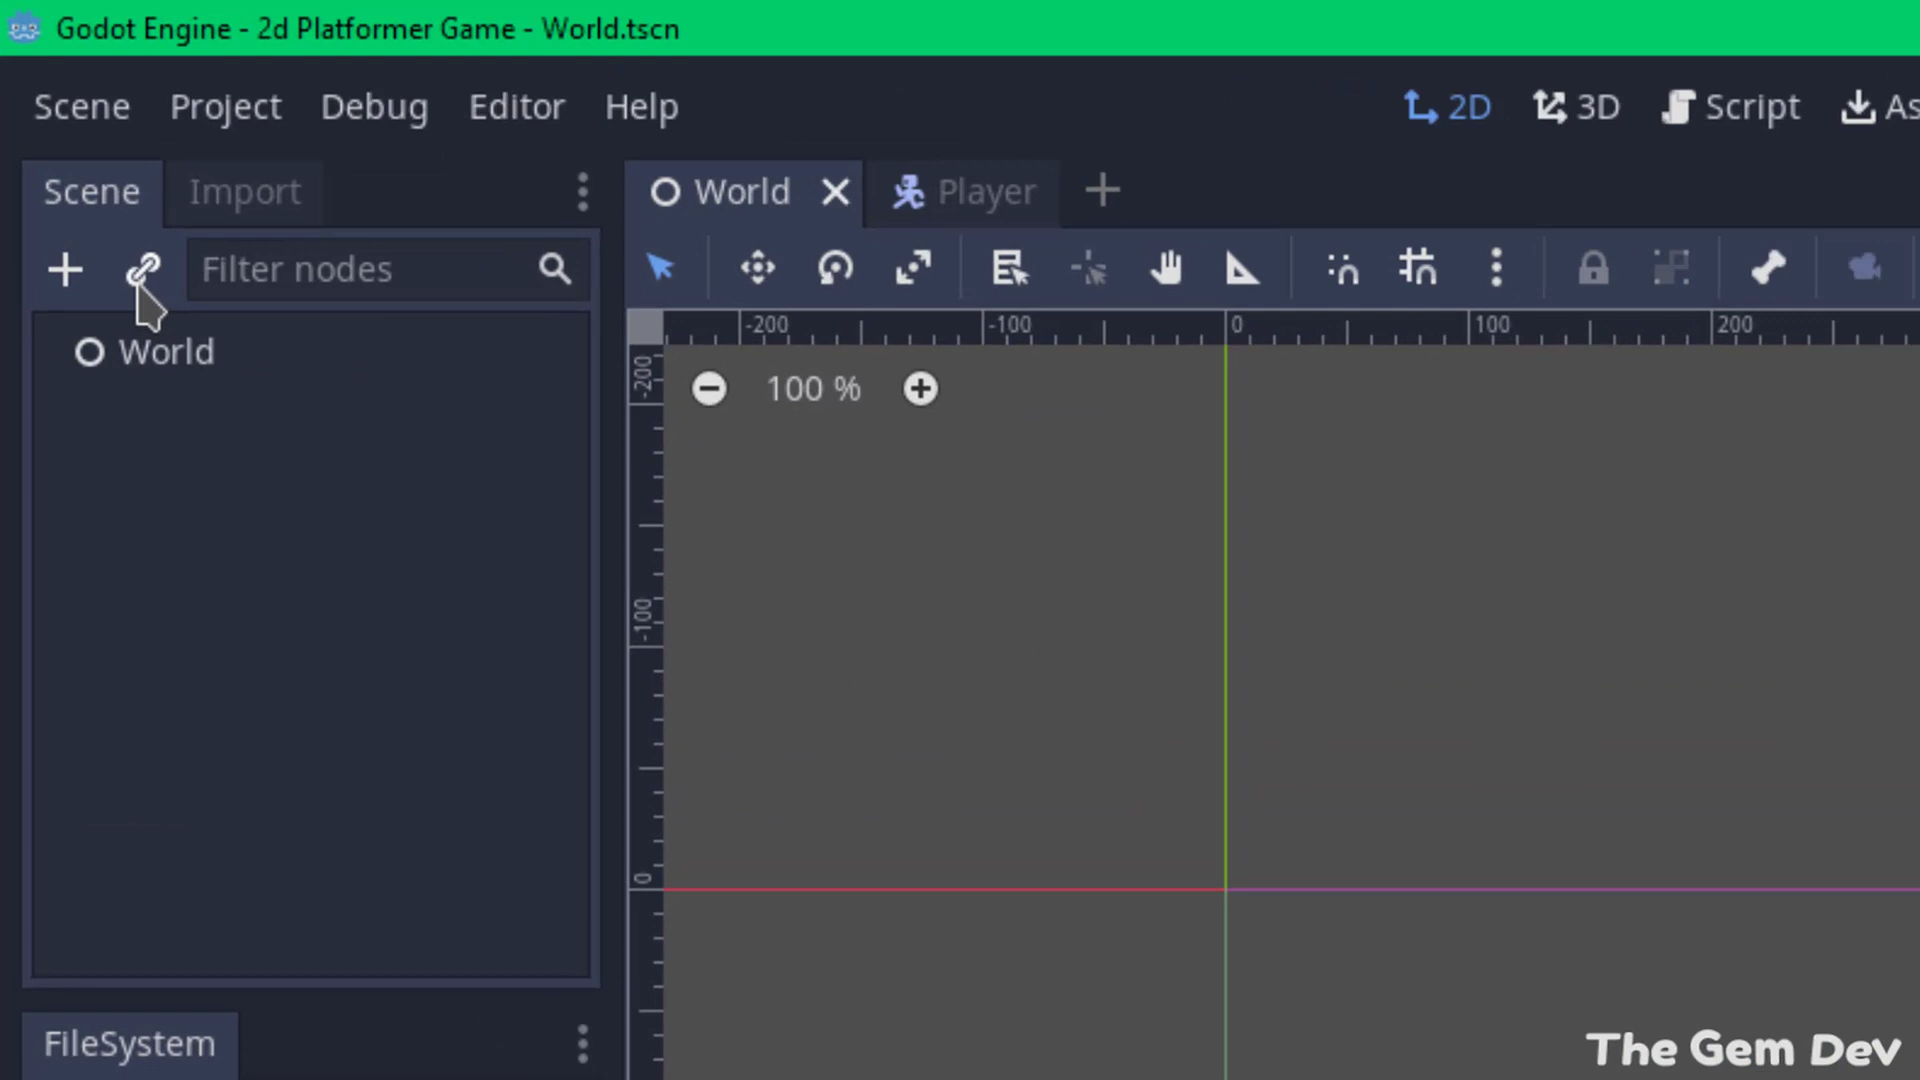 Godot Engine - 2d Platformer Game - World.tscn
Scene Project Debug Editor Help
2D 3D Script As
Scene Import
World Player
Filter nodes
-200 -100 0 100 200
World
100 %
-200
-100
0
FileSystem
The Gem Dev